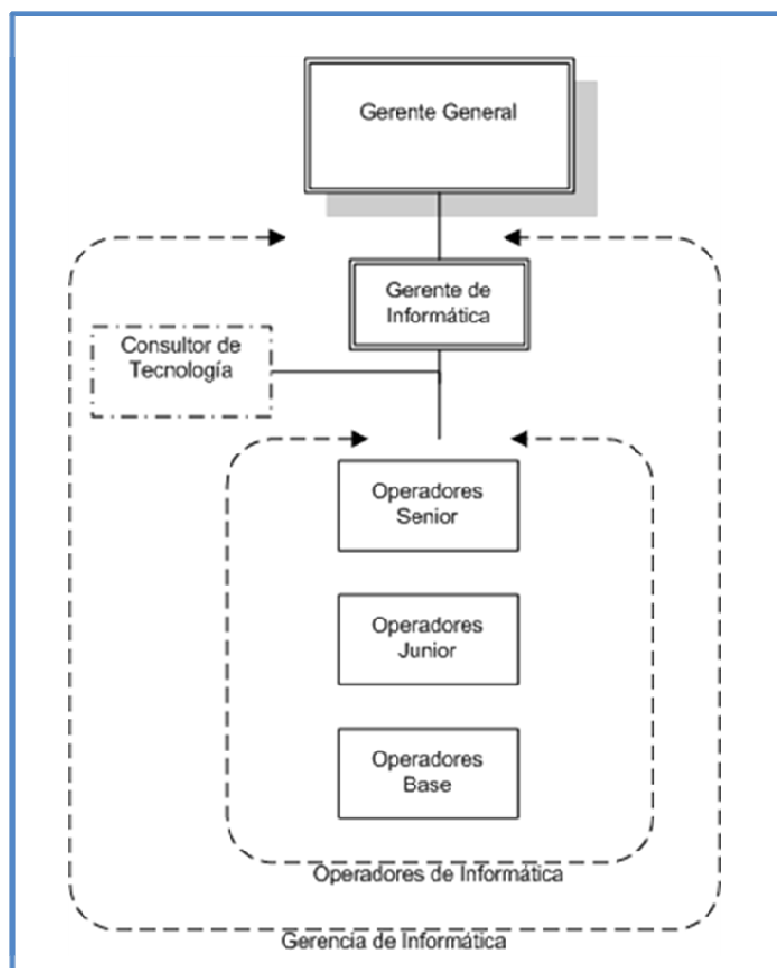 Gerente General
Gerente de
Informática
Consultor de
Tecnología
Operadores
Senior
Operadores
Junior
Operadores
Base
Operadores de Informática
Gerencia de Informática